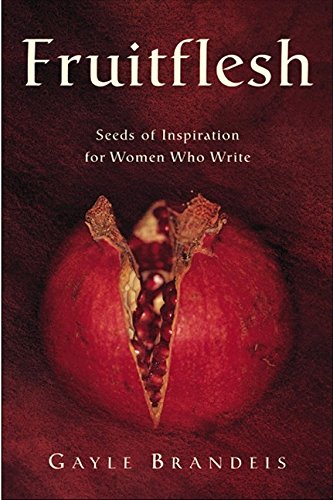 Fruitflesh
Seeds of Inspiration
for Women Who Write
GAYLE BRANDEIS